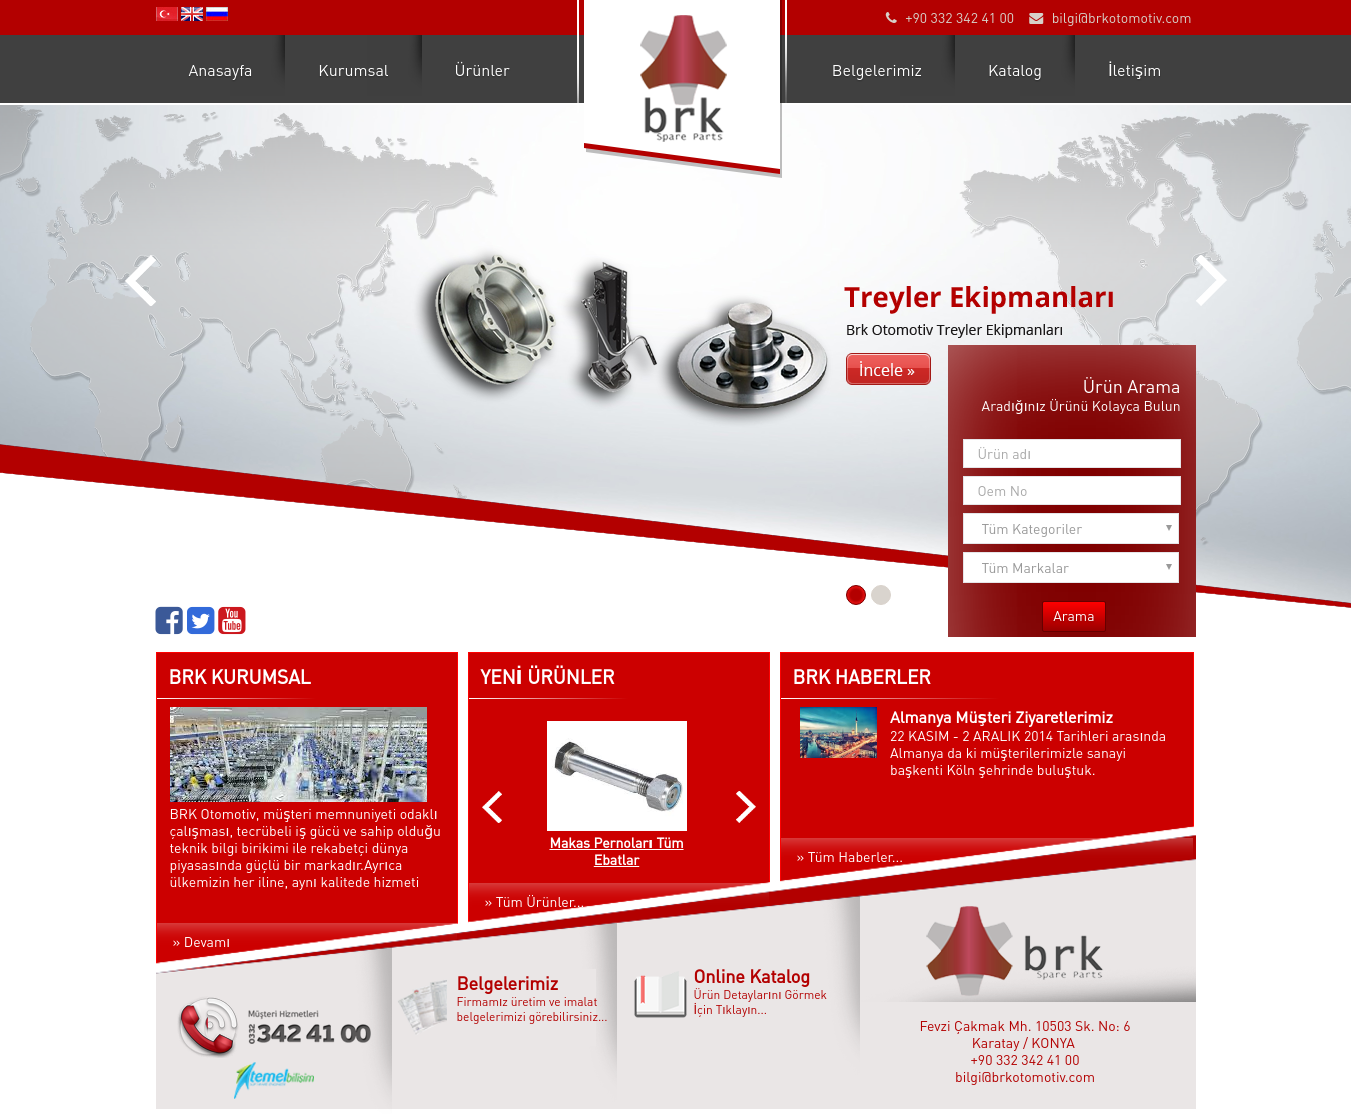 +90 332 342 41 00
bilgi@brkotomotiv.com
Anasayfa
Kurumsal
Ürünler
brk
Spare Parts
Belgelerimiz
Katalog
İletişim
Treyler Ekipmanları
Brk Otomotiv Treyler Ekipmanları
İncele »
Ürün Arama
Aradığınız Ürünü Kolayca Bulun
Ürün adı
Oem No
Tüm Kategoriler
Tüm Markalar
Arama
You
Tube
BRK KURUMSAL
BRK Otomotiv, müşteri memnuniyeti odaklı
çalışması, tecrübeli iş gücü ve sahip olduğu
teknik bilgi birikimi ile rekabetçi dünya
piyasasında güçlü bir markadır.Ayrıca
ülkemizin her iline, aynı kalitede hizmeti
» Devamı
YENİ ÜRÜNLER
Makas Pernoları Tüm
Ebatlar
» Tüm Ürünler...
BRK HABERLER
Almanya Müşteri Ziyaretlerimiz
22 KASIM - 2 ARALIK 2014 Tarihleri arasında
Almanya da ki müşterilerimizle sanayi
başkenti Köln şehrinde buluştuk.
» Tüm Haberler...
Müşteri Hizmetleri
0332 342 41 00
temelbilişim
Belgelerimiz
Firmamız üretim ve imalat
belgelerimizi görebilirsiniz...
Online Katalog
Ürün Detaylarını Görmek
İçin Tıklayın...
brk
Spare Parts
Fevzi Çakmak Mh. 10503 Sk. No: 6
Karatay / KONYA
+90 332 342 41 00
bilgi@brkotomotiv.com